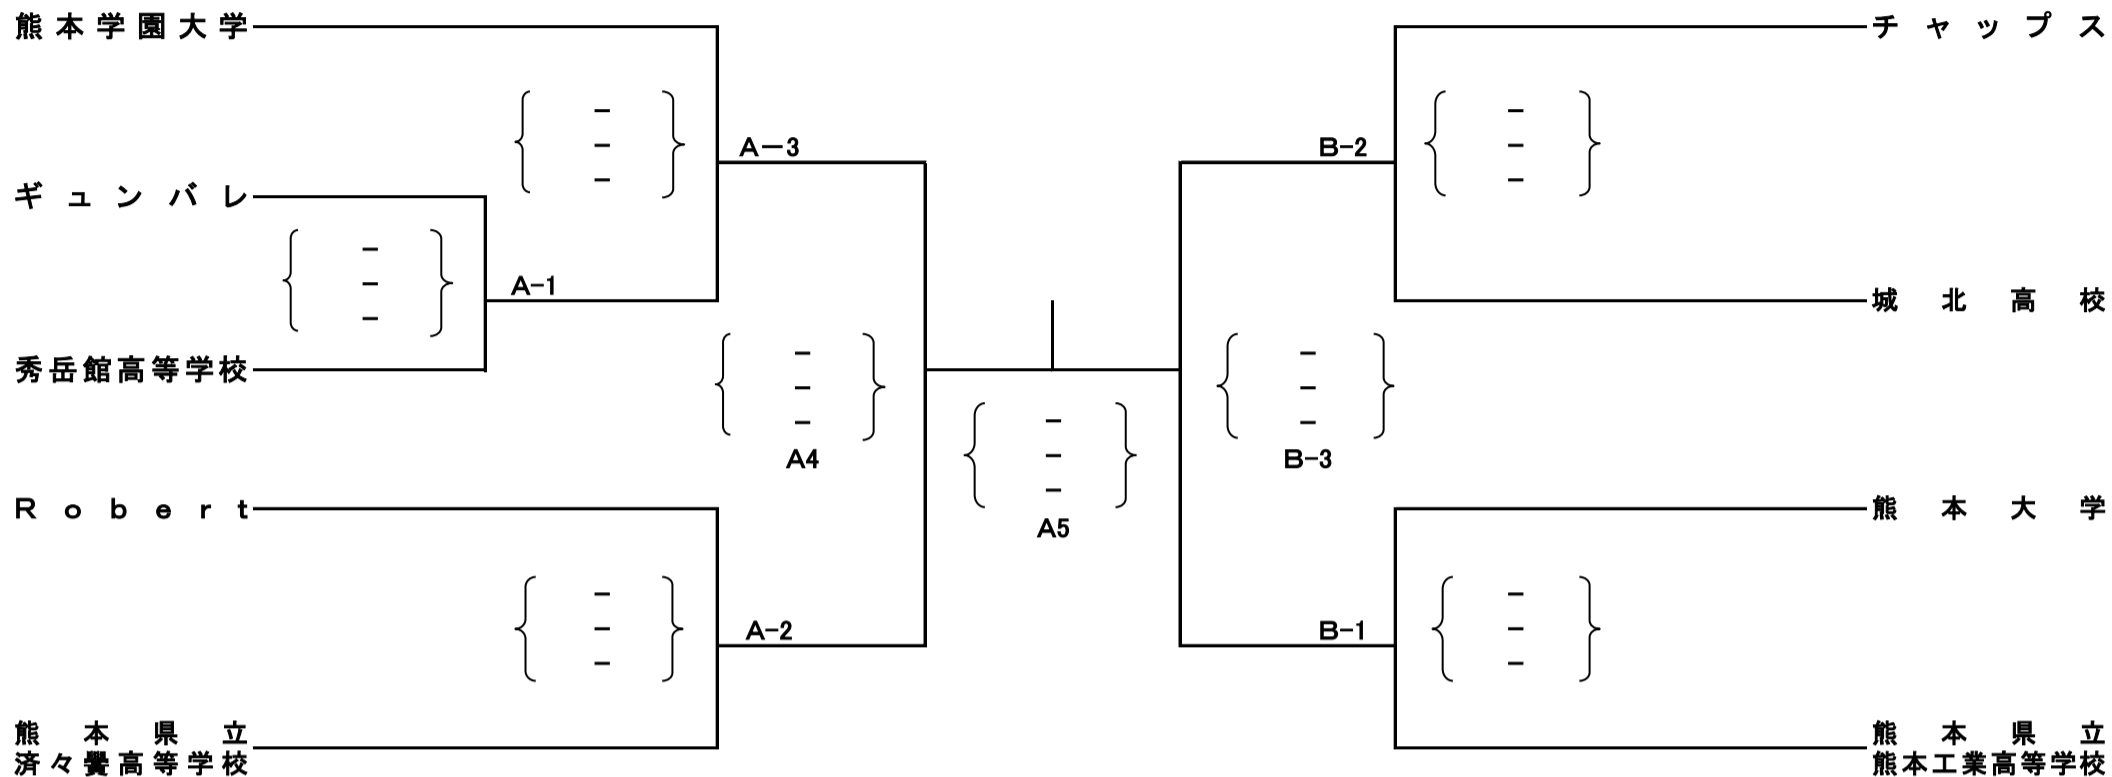 熊本学園大学
チャップス
-
-
-
-
-
-
A－3
B-2
ギュンバレ
-
-
-
A-1
秀岳館高等学校
城北高校
-
-
-
A4
-
-
-
B-3
-
-
-
A5
Robert
熊本大学
-
-
-
-
-
-
A-2
B-1
熊本県立
済々黌高等学校
熊本県立
熊本工業高等学校